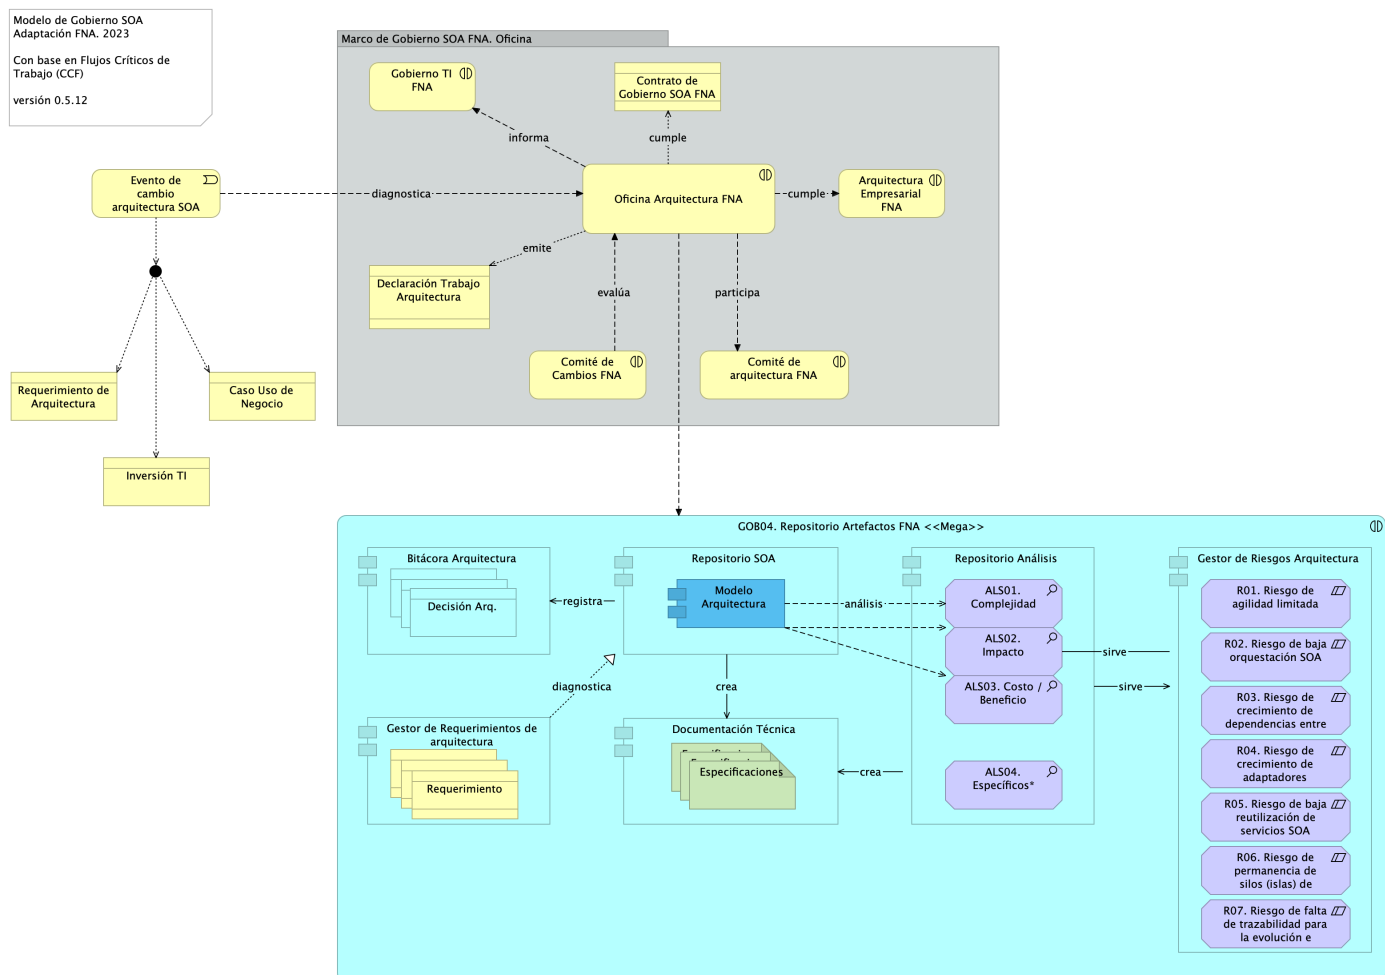 Modelo de Gobierno SOA
Adaptación FNA. 2023
Con base en Flujos Críticos de
Trabajo (CCF)
versión 0.5.12
Marco de Gobierno SOA FNA. Oficina
Gobierno TI
FNA
Contrato de
Gobierno SOA FNA
informa
cumple
Evento de
cambio
arquitectura SOA
diagnostica
Oficina Arquitectura FNA
cumple
Arquitectura
Empresarial
FNA
emite
Declaración Trabajo
Arquitectura
evalúa
participa
Comité de
Cambios FNA
Comité de
arquitectura FNA
Requerimiento de
Arquitectura
Caso Uso de
Negocio
Inversión TI
GOB04. Repositorio Artefactos FNA <<Mega>>
Bitácora Arquitectura
Decisión Arq.
registra
Repositorio SOA
Modelo
Arquitectura
análisis
Repositorio Análisis
ALS01.
Complejidad
ALS02.
Impacto
ALS03. Costo /
Beneficio
ALS04.
Específicos*
sirve
sirve
diagnostica
crea
crea
Gestor de Requerimientos de
arquitectura
Requerimiento
Documentación Técnica
Especificaciones
Gestor de Riesgos Arquitectura
R01. Riesgo de
agilidad limitada
R02. Riesgo de baja
orquestación SOA
R03. Riesgo de
crecimiento de
dependencias entre
R04. Riesgo de
crecimiento de
adaptadores
R05. Riesgo de baja
reutilización de
servicios SOA
R06. Riesgo de
permanencia de
silos (islas) de
R07. Riesgo de falta
de trazabilidad para
la evolución e